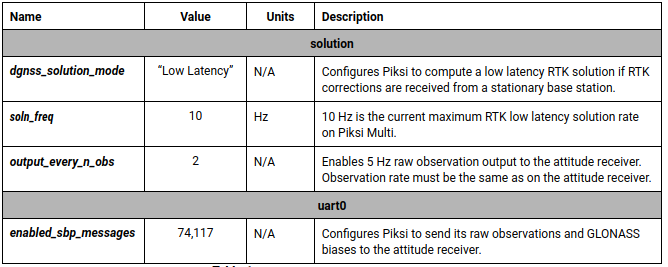 Name Value Units Description
solution
dgnss_solution_mode “Low Latency” N/A Configures Piksi to compute a low latency RTK solution if RTK
corrections are received from a stationary base station.
soln_freq 10 Hz 10 Hz is the current maximum RTK low latency solution rate
on Piksi Multi.
output_every_n_obs 2 N/A Enables 5 Hz raw observation output to the attitude receiver.
Observation rate must be the same as on the attitude receiver.
uart0
enabled_sbp_messages 74,117 N/A Configures Piksi to send its raw observations and GLONASS
biases to the attitude receiver.